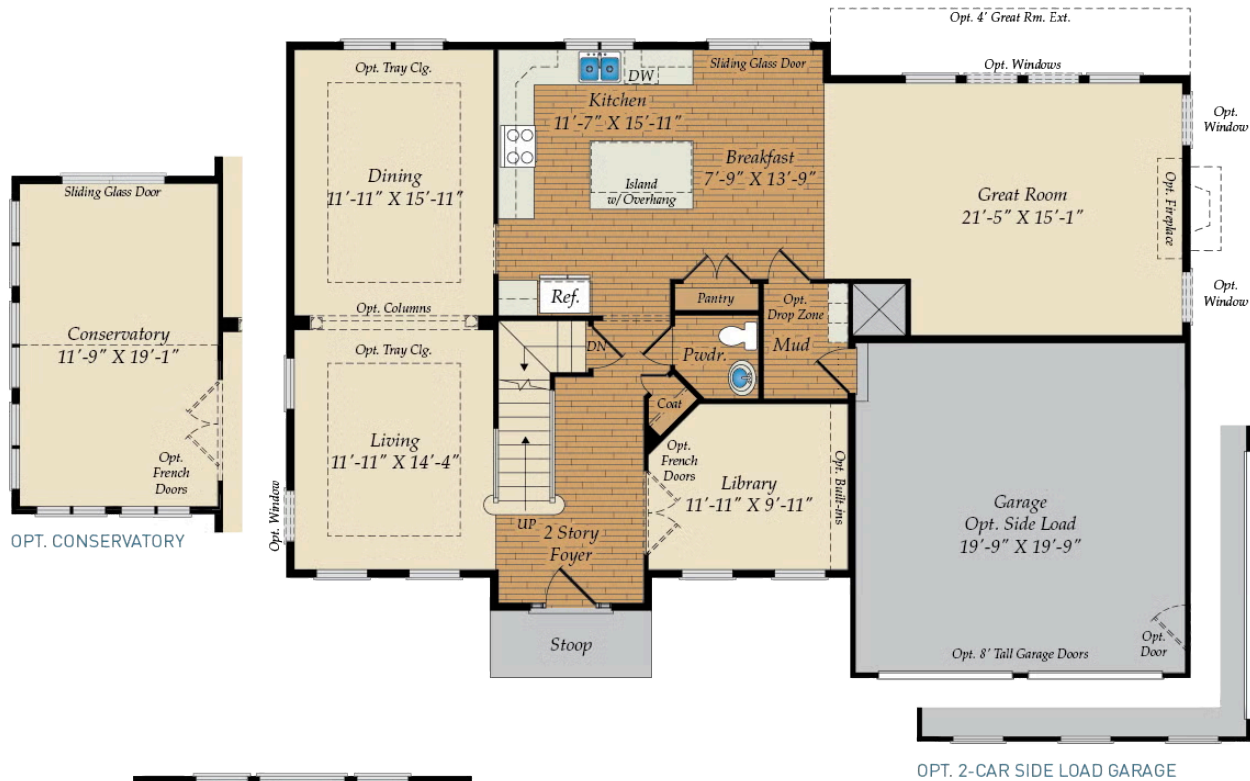 Opt. 4' Great Rm. Ext.
Opt. Tray Clg.
DW
Sliding Glass Door
Opt. Windows
Kitchen
11'-7" X 15'-11"
Opt.
Window
Dining
11'-11" X 15'-11"
Breakfast
7'-9" X 13'-9"
Island
w/ Overhang
Great Room
21'-5" X 15'-1"
Opt. Fireplace
Opt.
Window
Sliding Glass Door
Conservatory
11'-9" X 19'-1"
Opt.
French
Doors
OPT. CONSERVATORY
Ref.
Pantry
Opt.
Drop Zone
Mud
Opt. Columns
Opt. Tray Clg.
DN
Pwdr.
Coat
Living
11'-11" X 14'-4"
Opt. Window
UP
2 Story
Foyer
Opt.
French
Doors
Library
11'-11" X 9'-11"
Opt. Built-ins
Garage
Opt. Side Load
19'-9" X 19'-9"
Stoop
Opt.
Door
Opt. 8' Tall Garage Doors
OPT. 2-CAR SIDE LOAD GARAGE